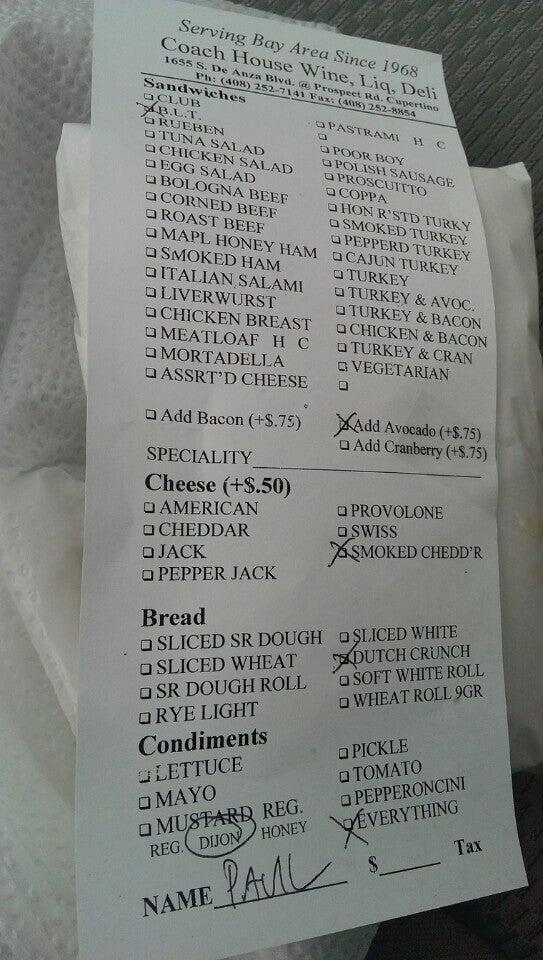 Serving Bay Area Since 1968
Coach House Wine, Liq, Deli
1655 S. De Anza Blvd. @ Prospect Rd. Cupertino
Ph: (408) 252-7141 Fax: (408) 252-8854
Sandwiches
CLUB
B.L.T.
RUEBEN
TUNA SALAD
CHICKEN SALAD
EGG SALAD
BOLOGNA BEEF
CORNED BEEF
ROAST BEEF
MAPL HONEY HAM
SMOKED HAM
ITALIAN SALAMI
LIVERWURST
CHICKEN BREAST
MEATLOAF H C
MORTADELLA
ASSRT'D CHEESE
PASTRAMI H C
POOR BOY
POLISH SAUSAGE
PROSCUITTO
COPPA
HON R'STD TURKY
SMOKED TURKEY
PEPPERD TURKEY
CAJUN TURKEY
TURKEY
TURKEY & AVOC.
TURKEY & BACON
CHICKEN & BACON
TURKEY & CRAN
VEGETARIAN
Add Bacon (+$.75)
Add Avocado (+$.75)
Add Cranberry (+$.75)
SPECIALITY
Cheese (+$.50)
AMERICAN
CHEDDAR
JACK
PEPPER JACK
PROVOLONE
SWISS
SMOKED CHEDD'R
Bread
SLICED SR DOUGH
SLICED WHEAT
SR DOUGH ROLL
RYE LIGHT
SLICED WHITE
DUTCH CRUNCH
SOFT WHITE ROLL
WHEAT ROLL 9GR
Condiments
LETTUCE
MAYO
MUSTARD REG.
REG. DIJON HONEY
PICKLE
TOMATO
PEPPERONCINI
EVERYTHING
NAME PAUL $ Tax